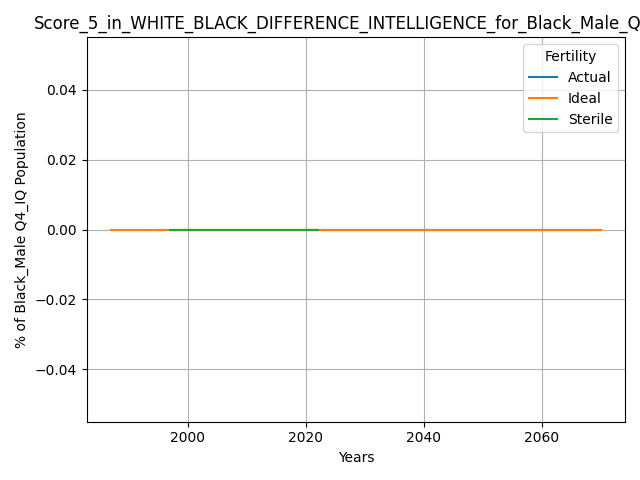 Score_5_in_WHITE_BLACK_DIFFERENCE_INTELLIGENCE_for_Black_Male_Q
Fertility
Actual
Ideal
Sterile
0.04
0.02
0.00
−0.02
−0.04
% of Black_Male Q4_IQ Population
2000
2020
2040
2060
Years